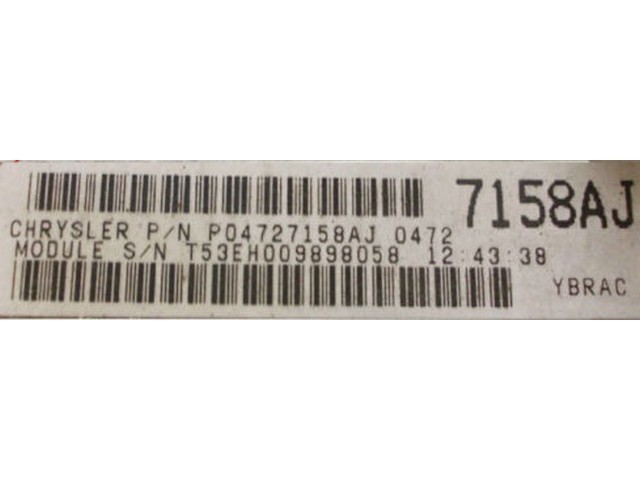 7158AJ
CHRYSLER P/N P04727158AJ 0472
MODULE S/N T53EH009898058 12:43:38
YBRAC